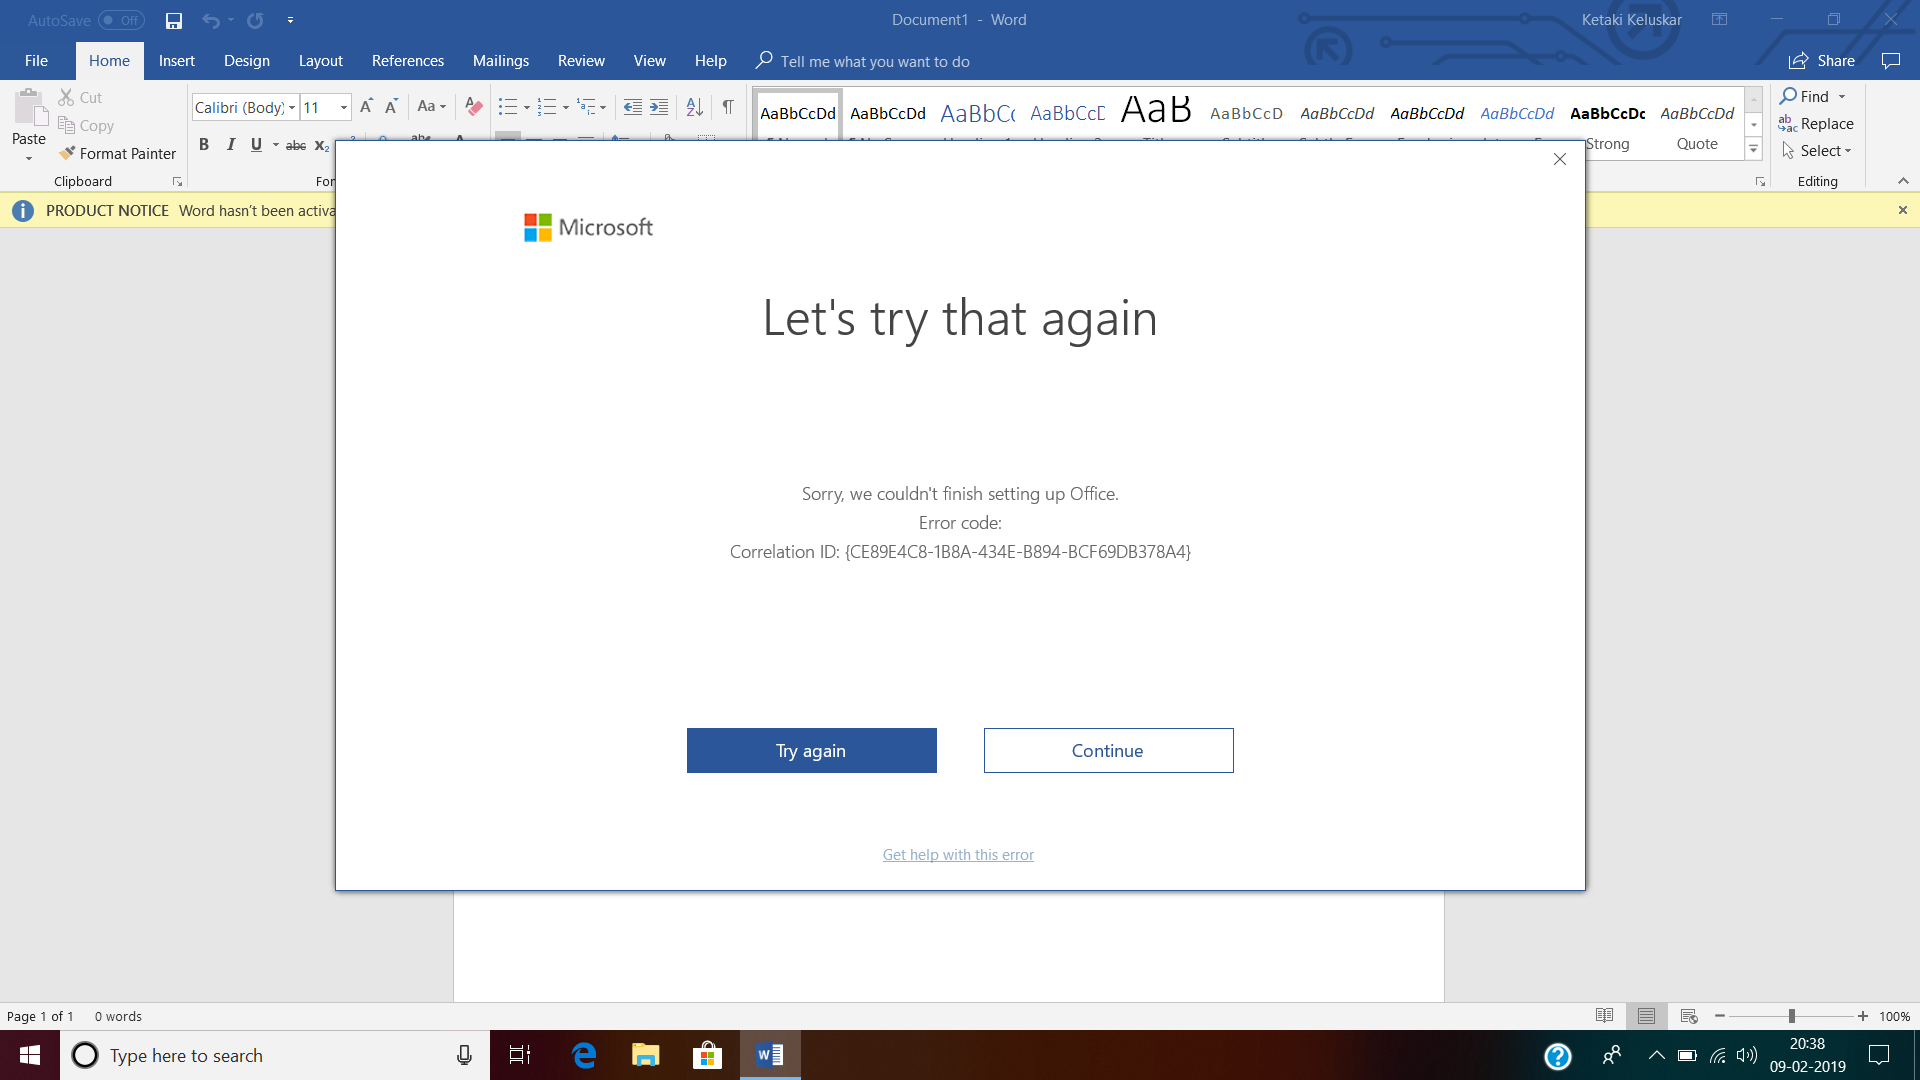 AutoSave Off
Document1 - Word
Ketaki Keluskar
File Home Insert Design Layout References Mailings Review View Help Tell me what you want to do
Share
Paste
Cut
Copy
Format Painter
Clipboard
Calibri (Body) 11
Aa
B I U abc x₂
AaBbCcDd AaBbCcDd AaBbCc AaBbCcD AaB AaBbCcD AaBbCcDd AaBbCcDd AaBbCcDd AaBbCcDc AaBbCcDd
Strong Quote
Find
Replace
Select
Editing
PRODUCT NOTICE Word hasn't been activa
Microsoft
Let's try that again
Sorry, we couldn't finish setting up Office.
Error code:
Correlation ID: {CE89E4C8-1B8A-434E-B894-BCF69DB378A4}
Try again
Continue
Get help with this error
Page 1 of 1 0 words
100%
Type here to search
20:38
09-02-2019